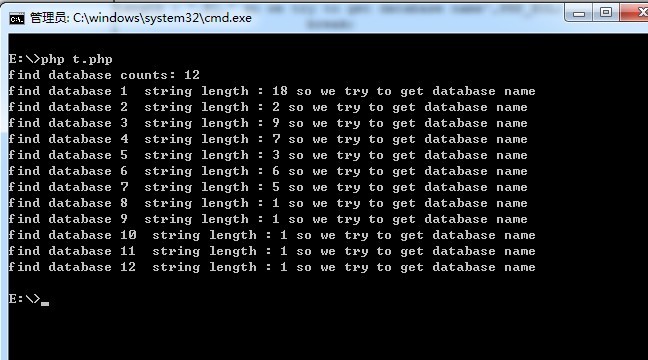 管理员: C:\windows\system32\cmd.exe
E:\>php t.php
find database counts: 12
find database 1  string length : 18 so we try to get database name
find database 2  string length : 2 so we try to get database name
find database 3  string length : 9 so we try to get database name
find database 4  string length : 7 so we try to get database name
find database 5  string length : 3 so we try to get database name
find database 6  string length : 6 so we try to get database name
find database 7  string length : 5 so we try to get database name
find database 8  string length : 1 so we try to get database name
find database 9  string length : 1 so we try to get database name
find database 10  string length : 1 so we try to get database name
find database 11  string length : 1 so we try to get database name
find database 12  string length : 1 so we try to get database name
E:\>